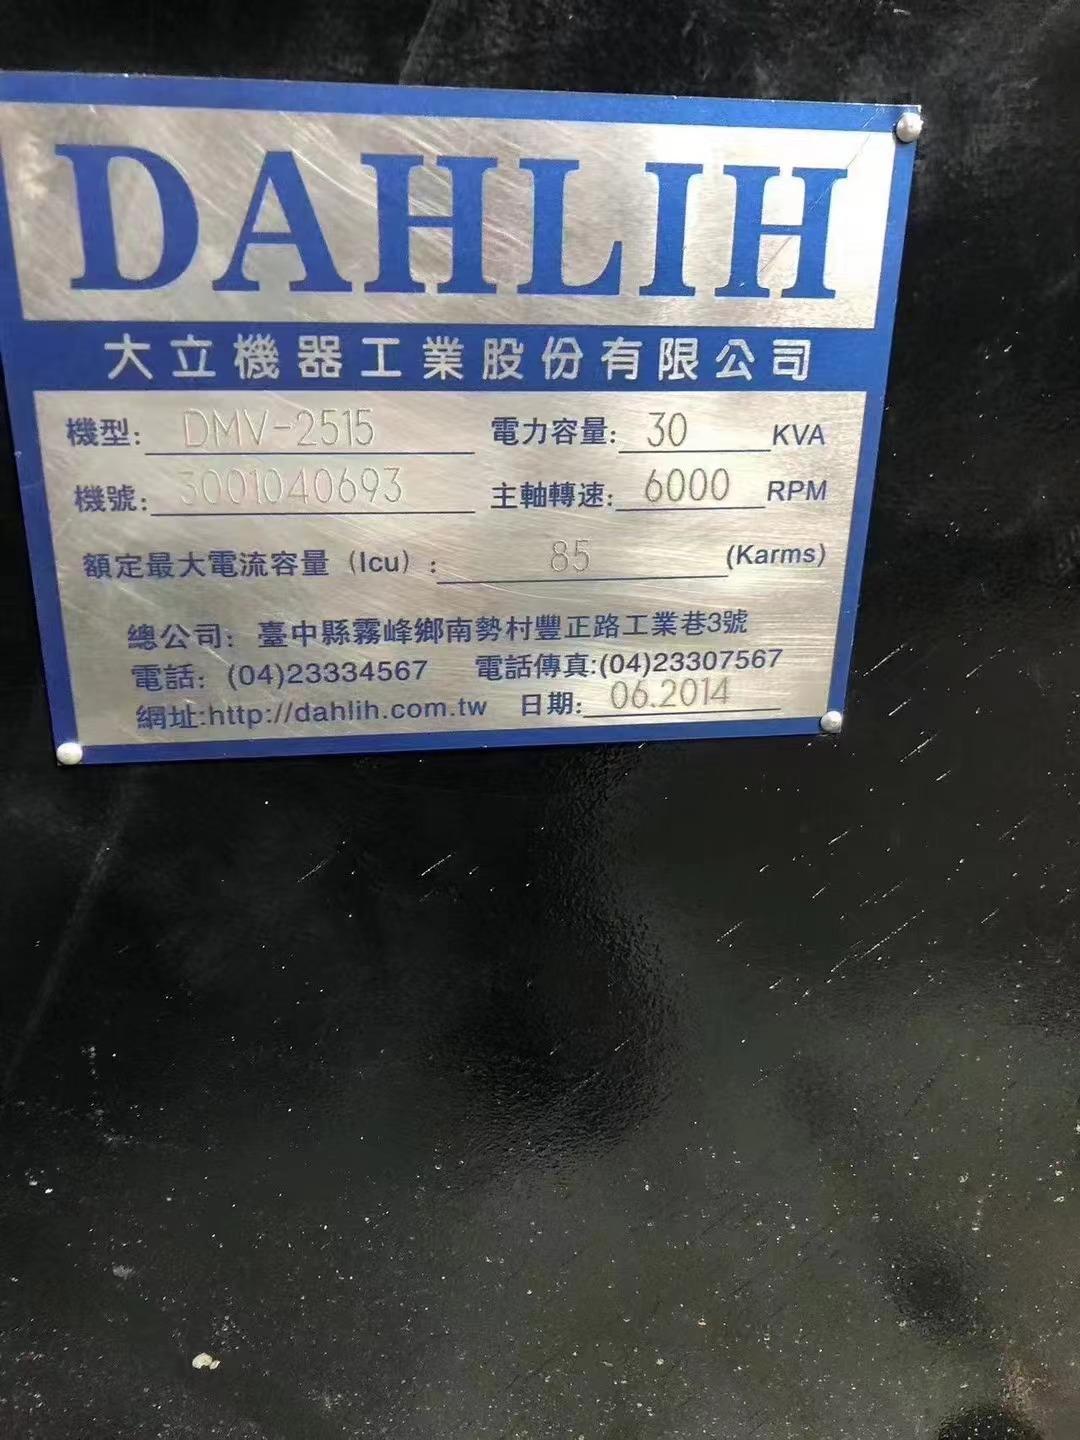 DAHLIH
大立機器工業股份有限公司
機型: DMV-2515 電力容量: 30 KVA
機號: 3001040693 主軸轉速: 6000 RPM
額定最大電流容量 (Icu) : 85 (Karms)
總公司: 臺中縣霧峰鄉南勢村豐正路工業巷3號
電話: (04)23334567 電話傳真:(04)23307567
網址:http://dahlih.com.tw 日期: 06.2014